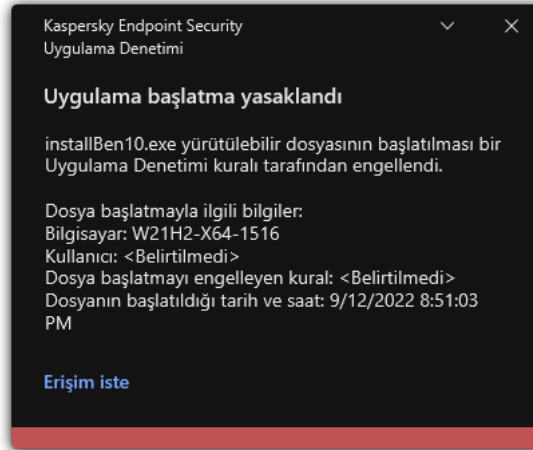 Kaspersky Endpoint Security
Uygulama Denetimi
Uygulama başlatma yasaklandı
installBen10.exe yürütülebilir dosyasının başlatılması bir
Uygulama Denetimi kuralı tarafından engellendi.
Dosya başlatmayla ilgili bilgiler:
Bilgisayar: W21H2-X64-1516
Kullanıcı: <Belirtilmedi>
Dosya başlatmayı engelleyen kural: <Belirtilmedi>
Dosyanın başlatıldığı tarih ve saat: 9/12/2022 8:51:03
PM
Erişim iste